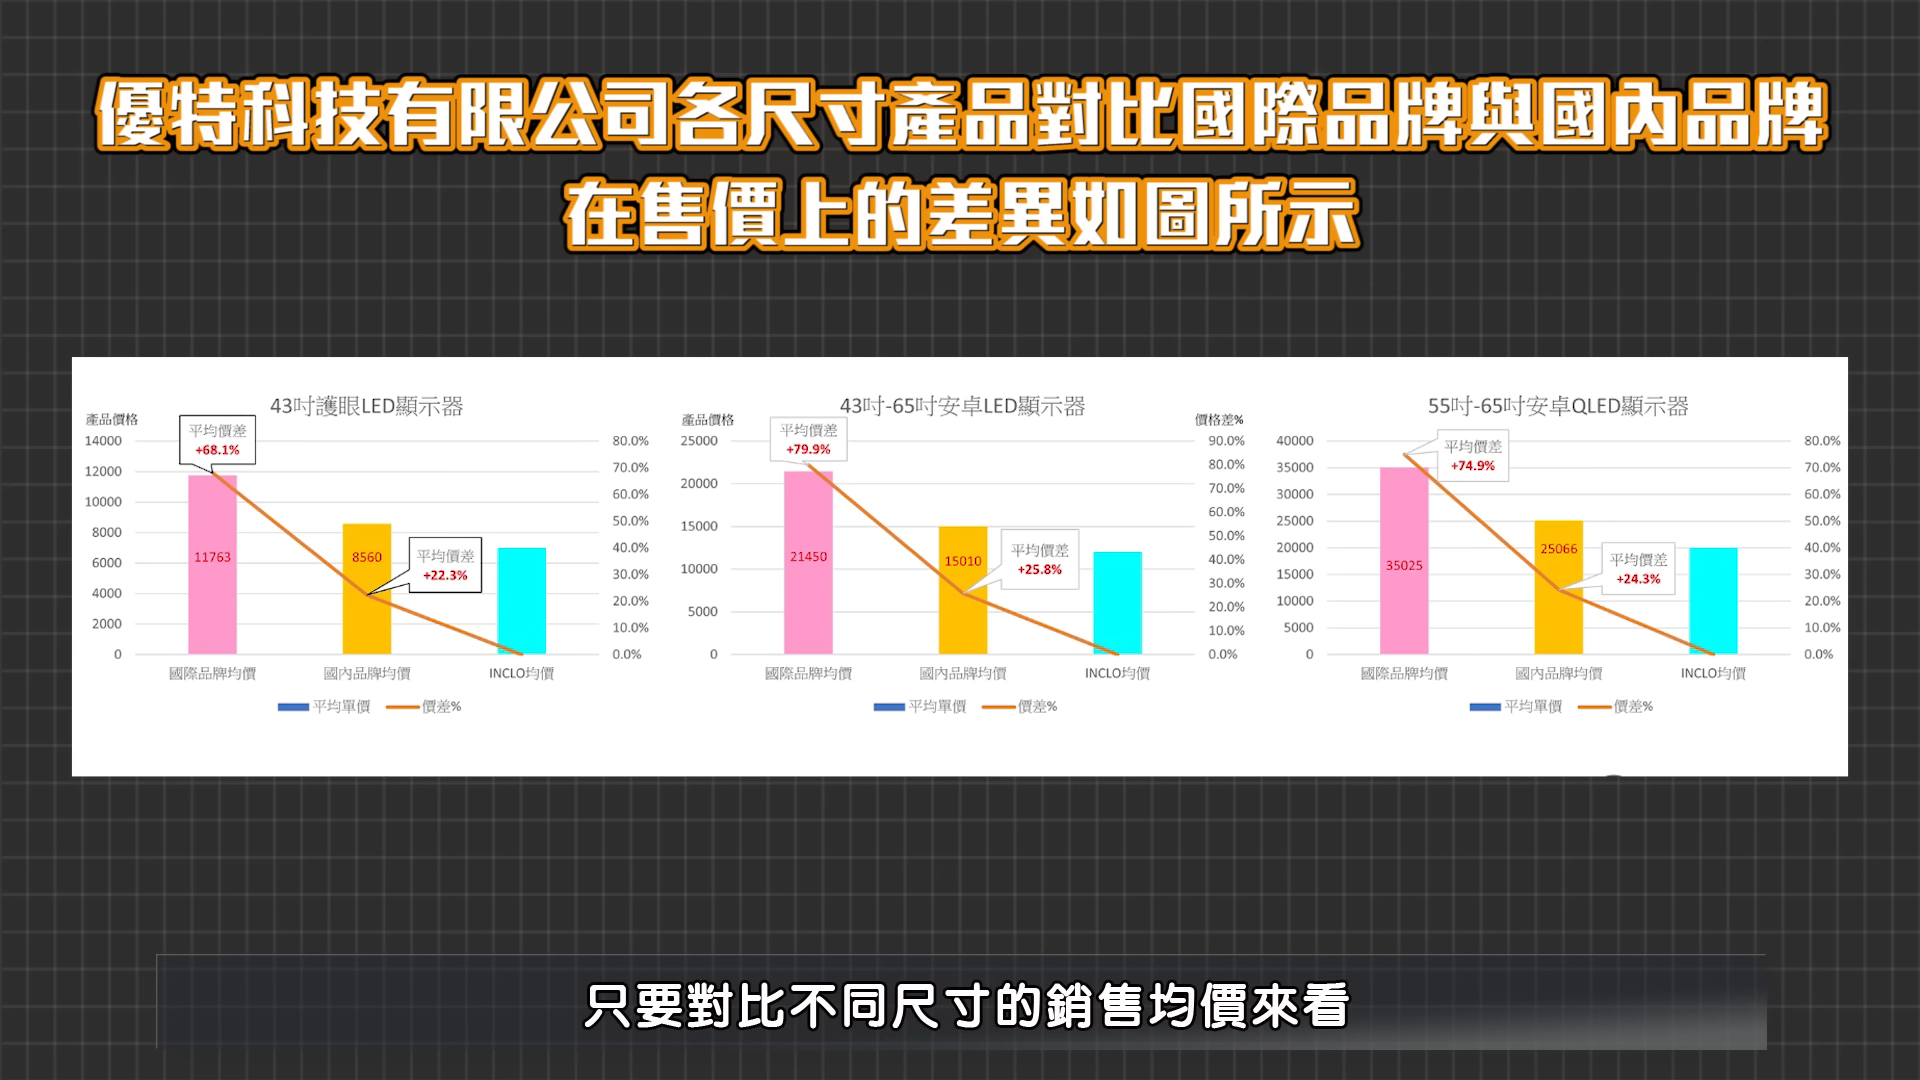 優特科技有限公司各尺寸產品對比國際品牌與國內品牌
在售價上的差異如圖所示
43吋護眼LED顯示器
產品價格
平均價差
+68.1%
14000
12000
10000
8000
6000
4000
2000
0
80.0%
70.0%
60.0%
50.0%
40.0%
30.0%
20.0%
10.0%
0.0%
11763
8560
平均價差
+22.3%
國際品牌均價
國內品牌均價
INCLO均價
平均單價
價差%
43吋-65吋安卓LED顯示器
產品價格
價格差%
平均價差
+79.9%
25000
20000
15000
10000
5000
0
90.0%
80.0%
70.0%
60.0%
50.0%
40.0%
30.0%
20.0%
10.0%
0.0%
21450
15010
平均價差
+25.8%
國際品牌均價
國內品牌均價
INCLO均價
平均單價
價差%
55吋-65吋安卓QLED顯示器
平均價差
+74.9%
40000
35000
30000
25000
20000
15000
10000
5000
0
80.0%
70.0%
60.0%
50.0%
40.0%
30.0%
20.0%
10.0%
0.0%
35025
25066
平均價差
+24.3%
國際品牌均價
國內品牌均價
INCLO均價
平均單價
價差%
只要對比不同尺寸的銷售均價來看